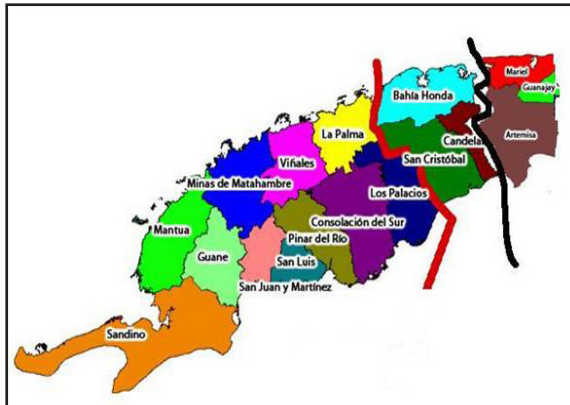 Mariel
Guanajay
Bahía Honda
Artemisa
La Palma
Candela
San Cristóbal
Viñales
Minas de Matahambre
Los Palacios
Consolación del Sur
Mantua
Pinar del Río
Guane
San Luis
San Juan y Martínez
Sandino